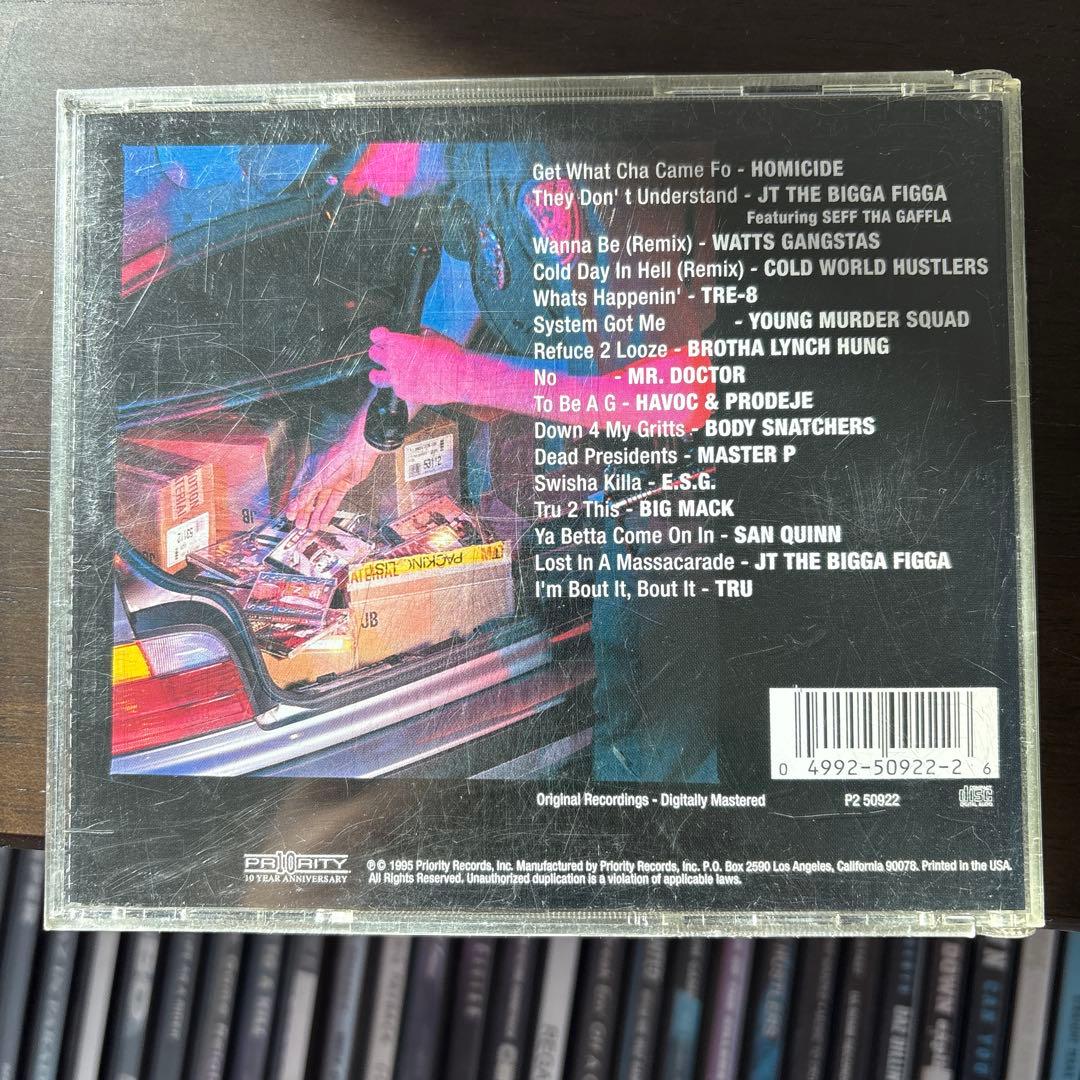 Get What Cha Came Fo - HOMICIDE
They Don' t Understand - JT THE BIGGA FIGGA
Featuring SEFF THA GAFFLA
Wanna Be (Remix) - WATTS GANGSTAS
Cold Day In Hell (Remix) - COLD WORLD HUSTLERS
Whats Happenin' - TRE-8
System Got Me - YOUNG MURDER SQUAD
Refuce 2 Looze - BROTHA LYNCH HUNG
No - MR. DOCTOR
To Be A G - HAVOC & PRODEJE
Down 4 My Gritts - BODY SNATCHERS
Dead Presidents - MASTER P
Swisha Killa - E.S.G.
Tru 2 This - BIG MACK
Ya Betta Come On In - SAN QUINN
Lost In A Massacarade - JT THE BIGGA FIGGA
I'm Bout It, Bout It - TRU
53112
JB
PACKING
LIST
JB
0 4992-50922-2 6
Original Recordings - Digitally Mastered
P2 50922
COMPACT
disc
DIGITAL AUDIO
PRIORITY
10 YEAR ANNIVERSARY
℗ © 1995 Priority Records, Inc. Manufactured by Priority Records, Inc. P.O. Box 2590 Los Angeles, California 90078. Printed in the USA.
All Rights Reserved. Unauthorized duplication is a violation of applicable laws.